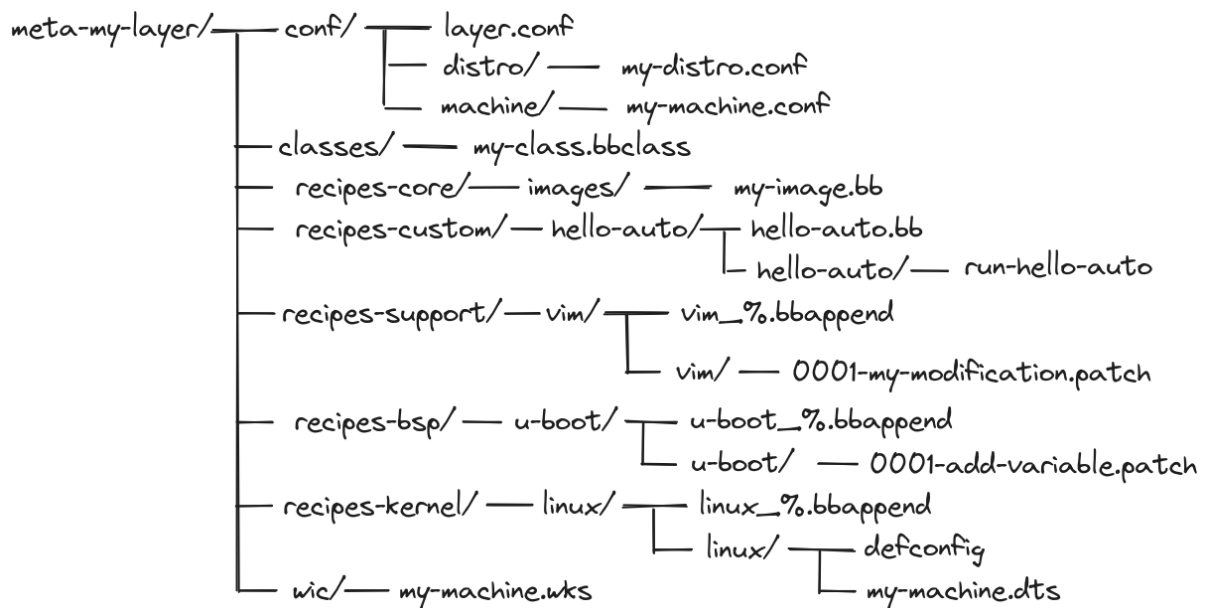 meta-my-layer/ conf/ layer.conf
distro/ my-distro.conf
machine/ my-machine.conf
classes/ my-class.bbclass
recipes-core/ images/ my-image.bb
recipes-custom/ hello-auto/ hello-auto.bb
hello-auto/ run-hello-auto
recipes-support/ vim/ vim_%.bbappend
vim/ 0001-my-modification.patch
recipes-bsp/ u-boot/ u-boot_%.bbappend
u-boot/ 0001-add-variable.patch
recipes-kernel/ linux/ linux_%.bbappend
linux/ defconfig
my-machine.dts
wic/ my-machine.wks